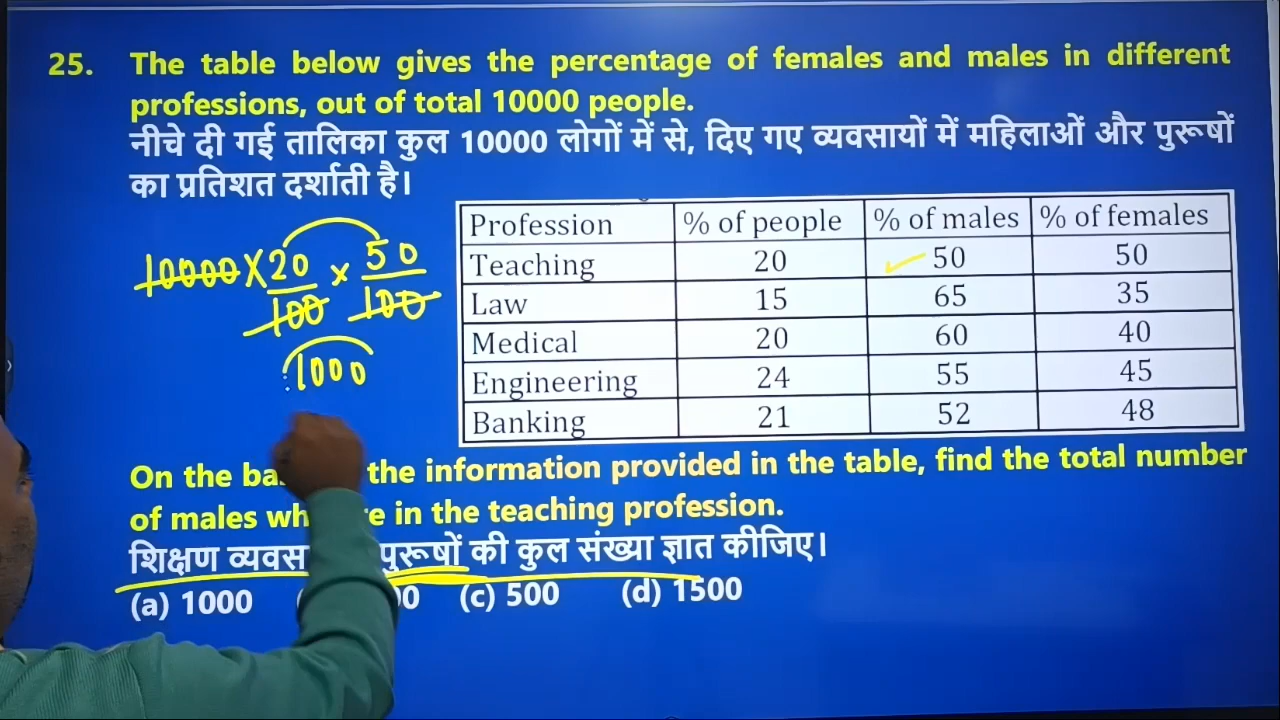 25. The table below gives the percentage of females and males in different
professions, out of total 10000 people.
नीचे दी गई तालिका कुल 10000 लोगों में से, दिए गए व्यवसायों में महिलाओं और पुरूषों
का प्रतिशत दर्शाती है।
Profession % of people % of males % of females
Teaching 20 50 50
Law 15 65 35
Medical 20 60 40
Engineering 24 55 45
Banking 21 52 48
10000 X 20/100 × 50/100
1000
On the the information provided in the table, find the total number
of males in the teaching profession.
शिक्षण पुरूषों की कुल संख्या ज्ञात कीजिए।
(a) 1000 (c) 500 (d) 1500